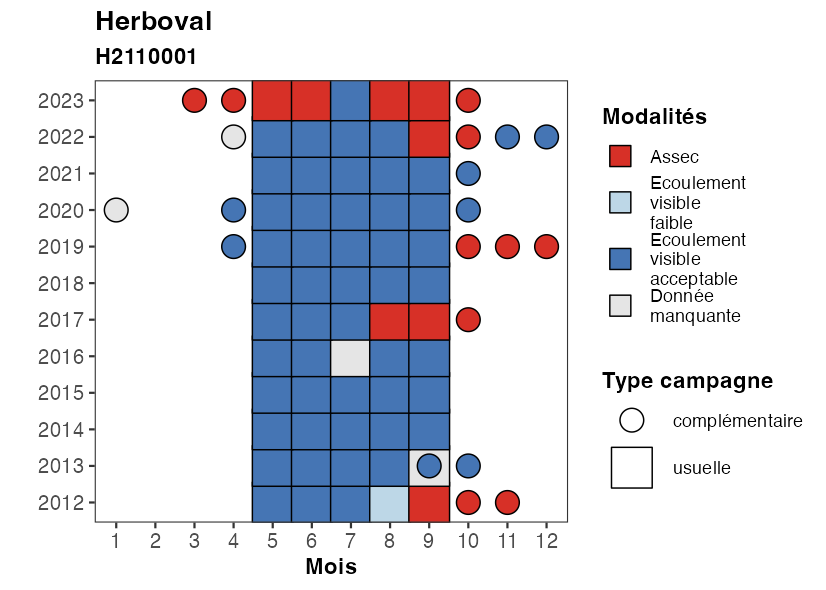 Herboval
H2110001
2023
2022
2021
2020
2019
2018
2017
2016
2015
2014
2013
2012
1 2 3 4 5 6 7 8 9 10 11 12
Mois
Modalités
Assec
Ecoulement
visible
faible
Ecoulement
visible
acceptable
Donnée
manquante
Type campagne
complémentaire
usuelle